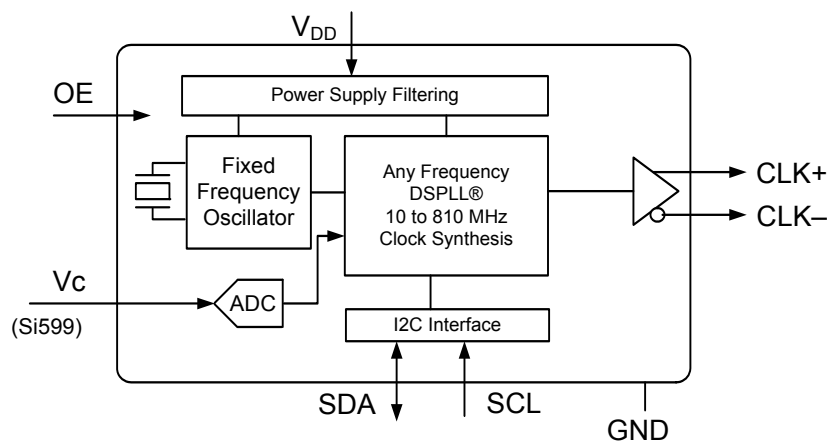 VDD
OE
Power Supply Filtering
Fixed
Frequency
Oscillator
Any Frequency
DSPLL®
10 to 810 MHz
Clock Synthesis
CLK+
CLK–
Vc
(Si599)
ADC
I2C Interface
SDA
SCL
GND